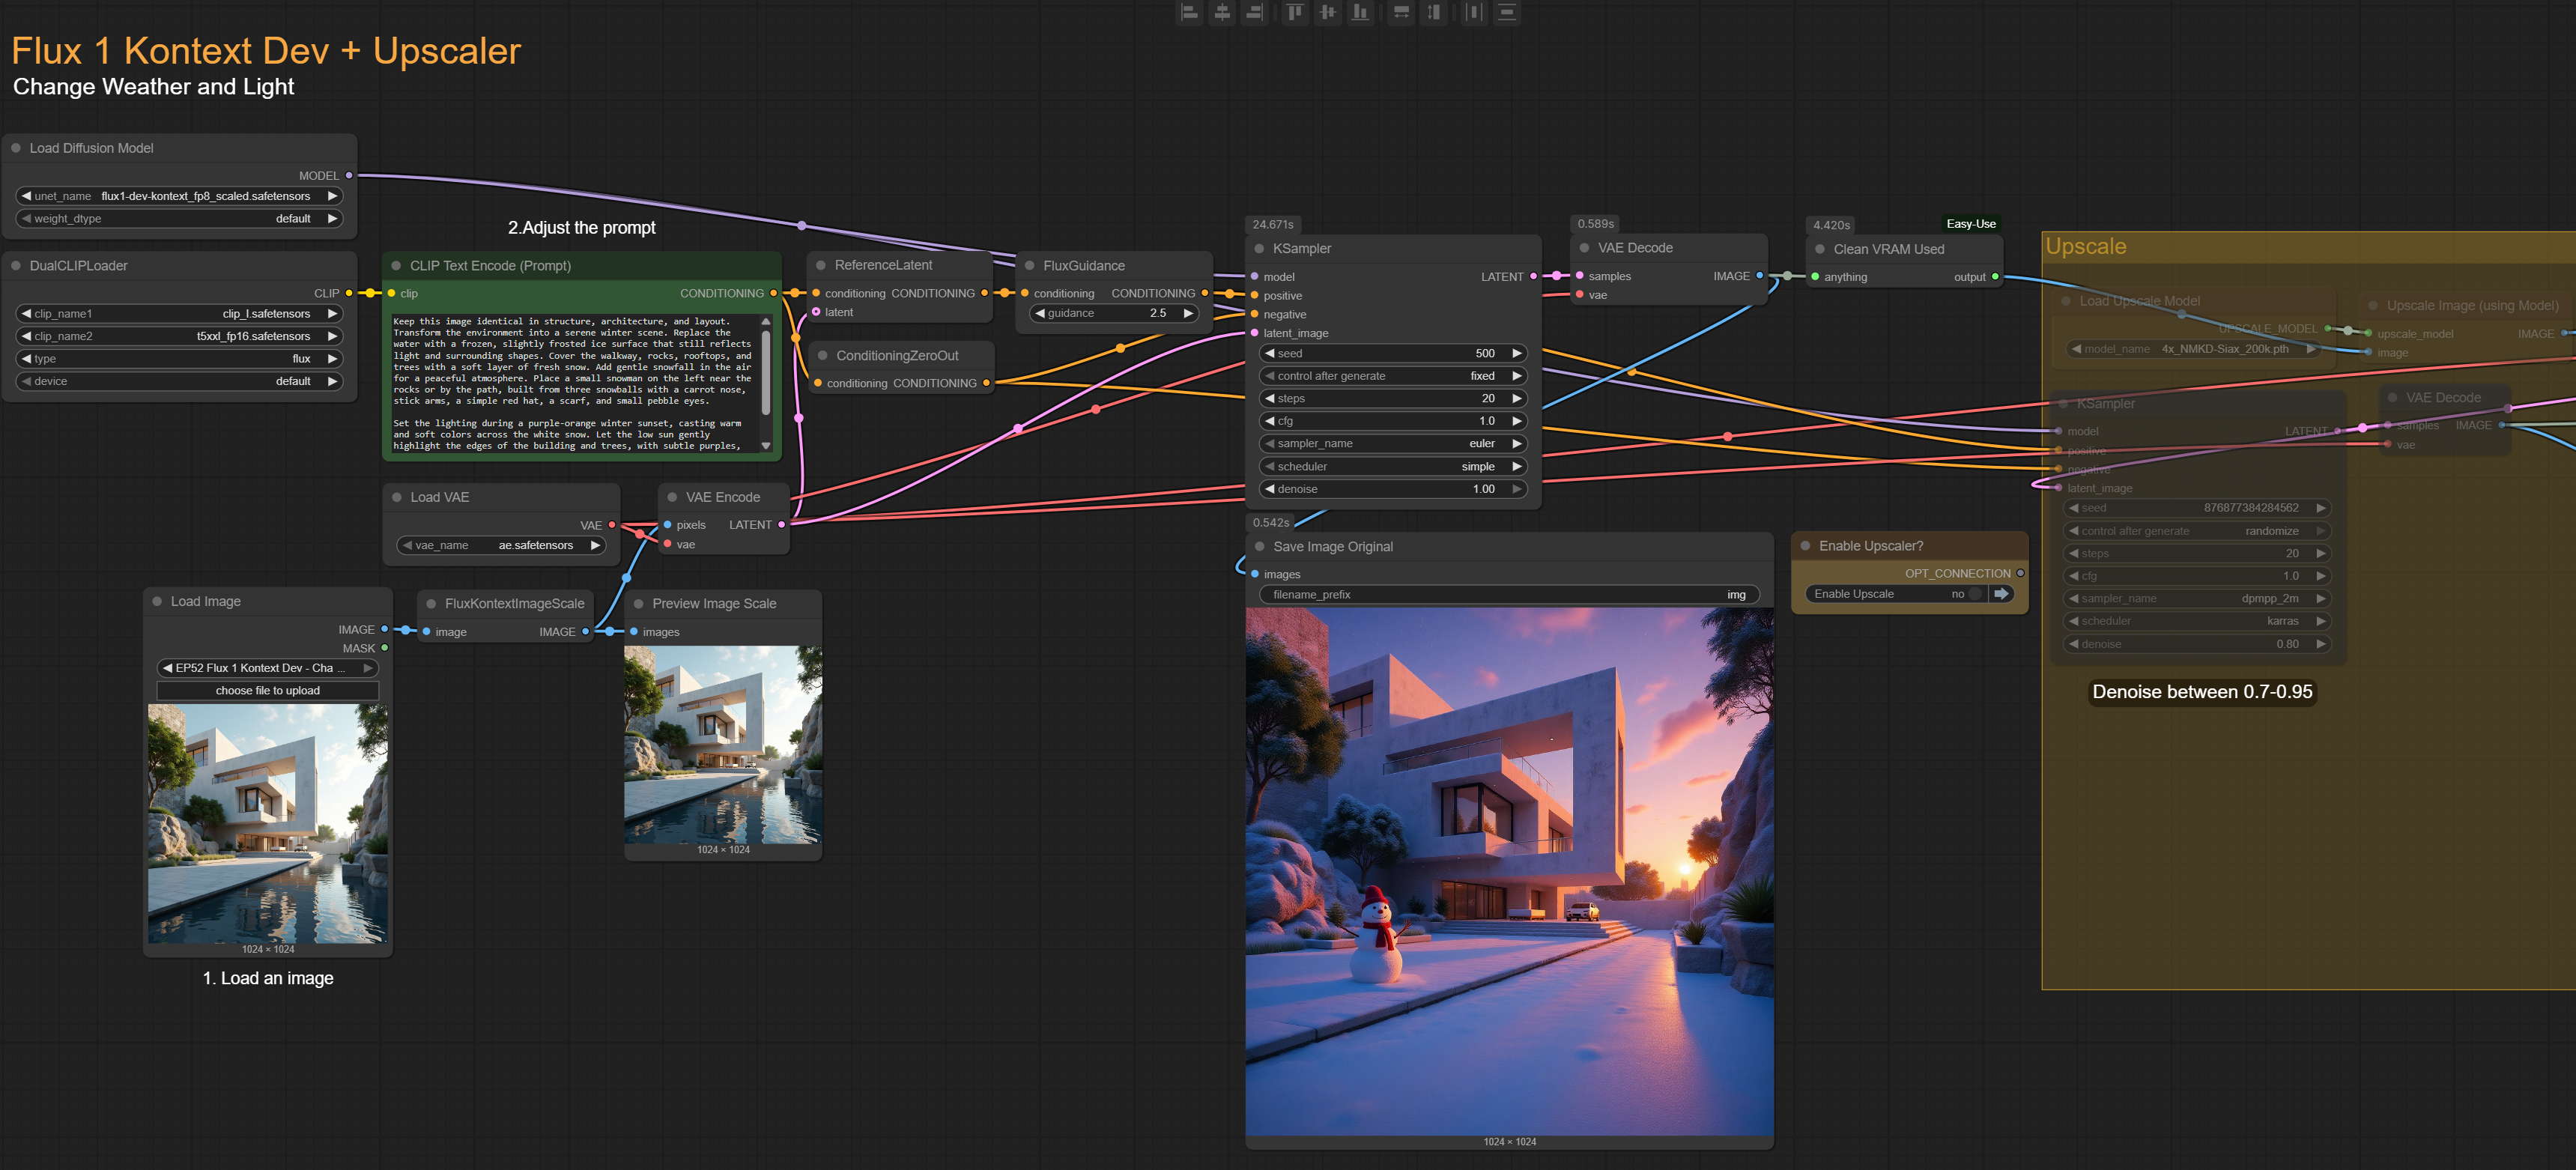 Flux 1 Kontext Dev + Upscaler
Change Weather and Light
Load Diffusion Model
MODEL
unet_name flux1-dev-kontext_fp8_scaled.safetensors
weight_dtype default
DualCLIPLoader
CLIP
clip_name1 clip_l.safetensors
clip_name2 t5xxl_fp16.safetensors
type flux
device default
2.Adjust the prompt
CLIP Text Encode (Prompt)
clip CONDITIONING
Keep this image identical in structure, architecture, and layout.
Transform the environment into a serene winter scene. Replace the
water with a frozen, slightly frosted ice surface that still reflects
light and surrounding shapes. Cover the walkway, rocks, rooftops, and
trees with a soft layer of fresh snow. Add gentle snowfall in the air
for a peaceful atmosphere. Place a small snowman on the left near the
rocks or by the path, built from three snowballs with a carrot nose,
stick arms, a simple red hat, a scarf, and small pebble eyes.
Set the lighting during a purple-orange winter sunset, casting warm
and soft colors across the white snow. Let the low sun gently
highlight the edges of the building and trees, with subtle purples,
ReferenceLatent
conditioning CONDITIONING
latent
FluxGuidance
conditioning CONDITIONING
guidance 2.5
ConditioningZeroOut
conditioning CONDITIONING
Load VAE
VAE
vae_name ae.safetensors
VAE Encode
pixels LATENT
vae
Load Image
IMAGE
MASK
EP52 Flux 1 Kontext Dev - Cha ...
choose file to upload
1024 × 1024
1. Load an image
FluxKontextImageScale
image IMAGE
Preview Image Scale
images
1024 × 1024
24.671s
KSampler
model LATENT
positive
negative
latent_image
seed 500
control after generate fixed
steps 20
cfg 1.0
sampler_name euler
scheduler simple
denoise 1.00
0.589s
VAE Decode
samples IMAGE
vae
4.420s
Easy-Use
Clean VRAM Used
anything output
0.542s
Save Image Original
images
filename_prefix img
1024 × 1024
Enable Upscaler?
OPT_CONNECTION
Enable Upscale no
Upscale
Load Upscale Model
UPSCALE_MODEL
model_name 4x_NMKD-Siax_200k.pth
Upscale Image (using Model)
upscale_model IMAGE
image
KSampler
model LATENT
positive
negative
latent_image
seed 876877384284562
control after generate randomize
steps 20
cfg 1.0
sampler_name dpmpp_2m
scheduler karras
denoise 0.80
VAE Decode
samples IMAGE
vae
Denoise between 0.7-0.95